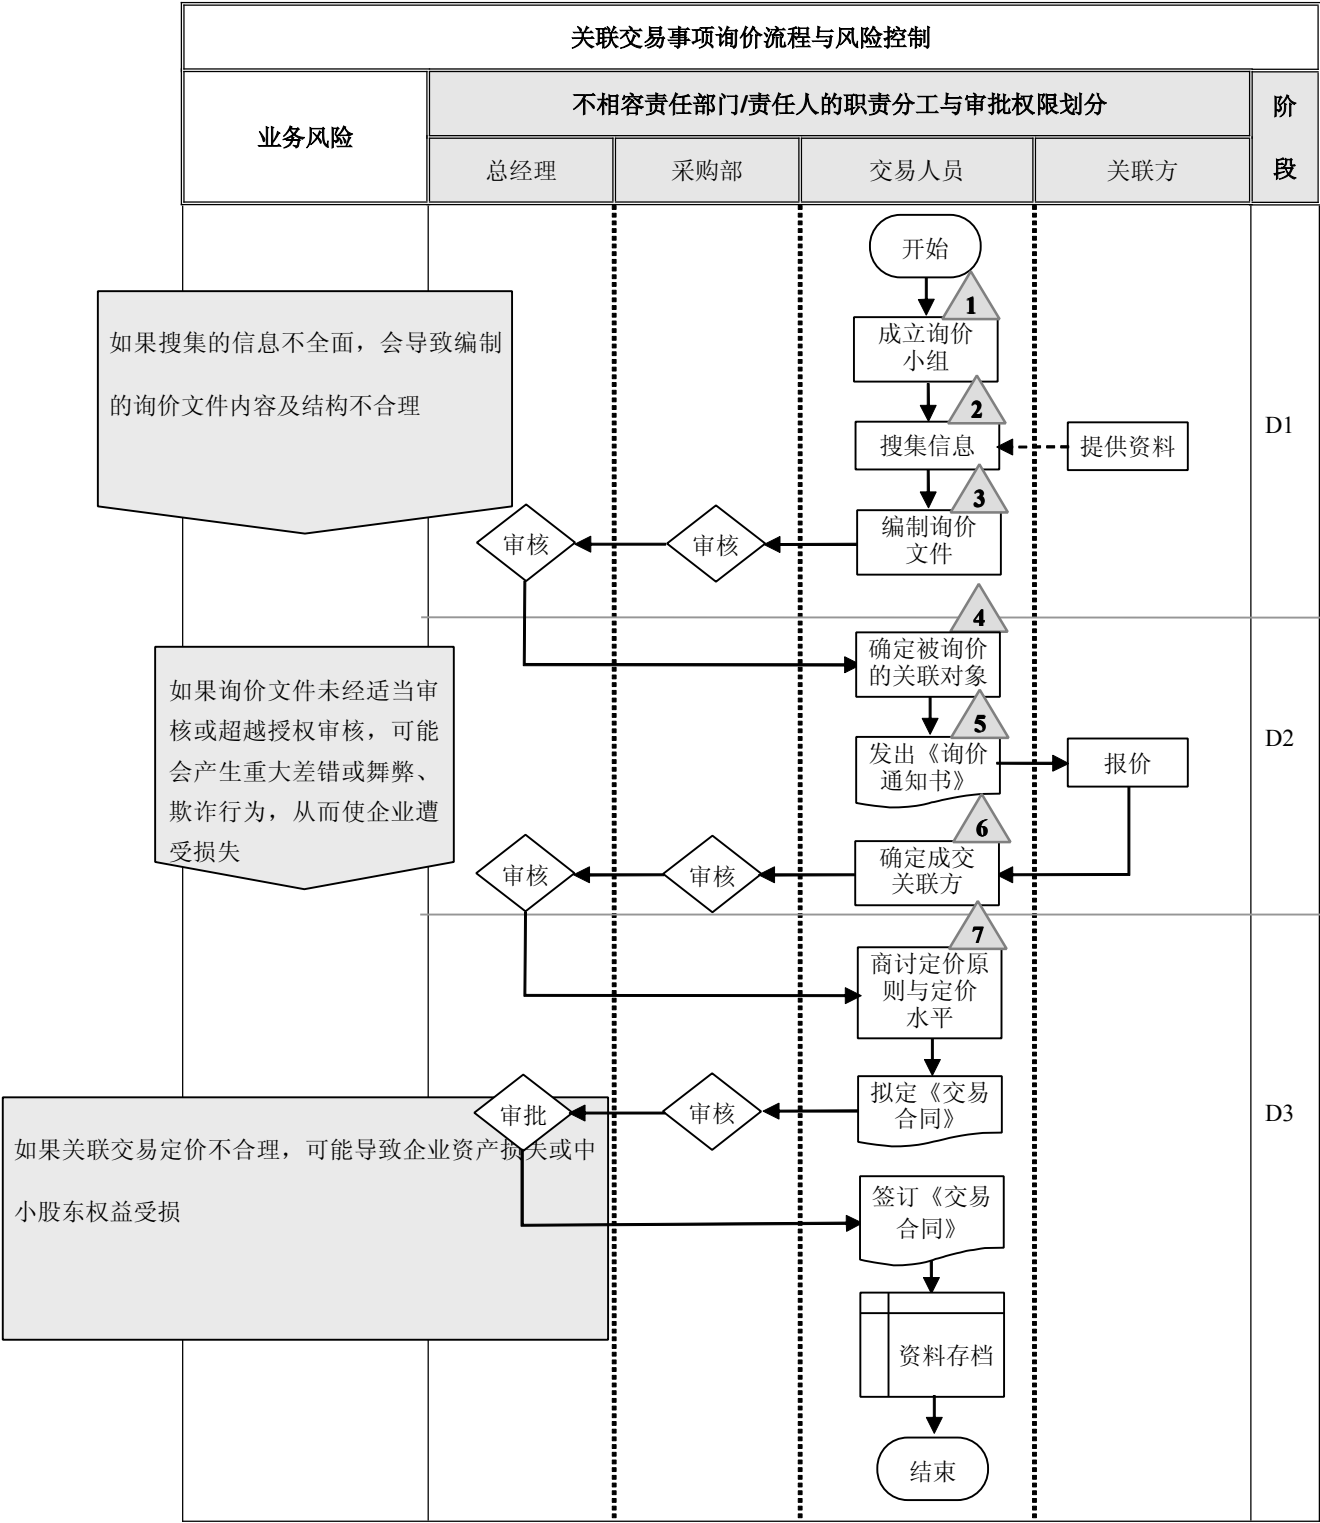 关联交易事项询价流程与风险控制
业务风险
不相容责任部门/责任人的职责分工与审批权限划分
阶
段
总经理
采购部
交易人员
关联方
开始
1
成立询价
小组
如果搜集的信息不全面，会导致编制
的询价文件内容及结构不合理
2
搜集信息
提供资料
D1
3
编制询价
文件
审核
审核
4
确定被询价
的关联对象
如果询价文件未经适当审
核或超越授权审核，可能
会产生重大差错或舞弊、
欺诈行为，从而使企业遭
受损失
5
发出《询价
通知书》
报价
D2
6
确定成交
关联方
审核
审核
7
商讨定价原
则与定价
水平
拟定《交易
合同》
审核
审批
D3
如果关联交易定价不合理，可能导致企业资产损失或中
小股东权益受损
签订《交易
合同》
资料存档
结束